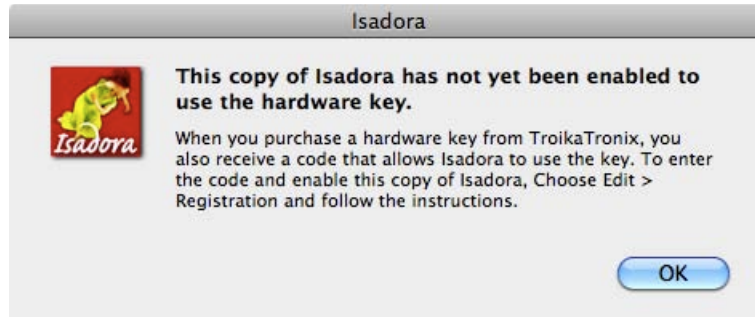 Isadora
This copy of Isadora has not yet been enabled to
use the hardware key.
Isadora
When you purchase a hardware key from TroikaTronix, you
also receive a code that allows Isadora to use the key. To enter
the code and enable this copy of Isadora, Choose Edit >
Registration and follow the instructions.
OK